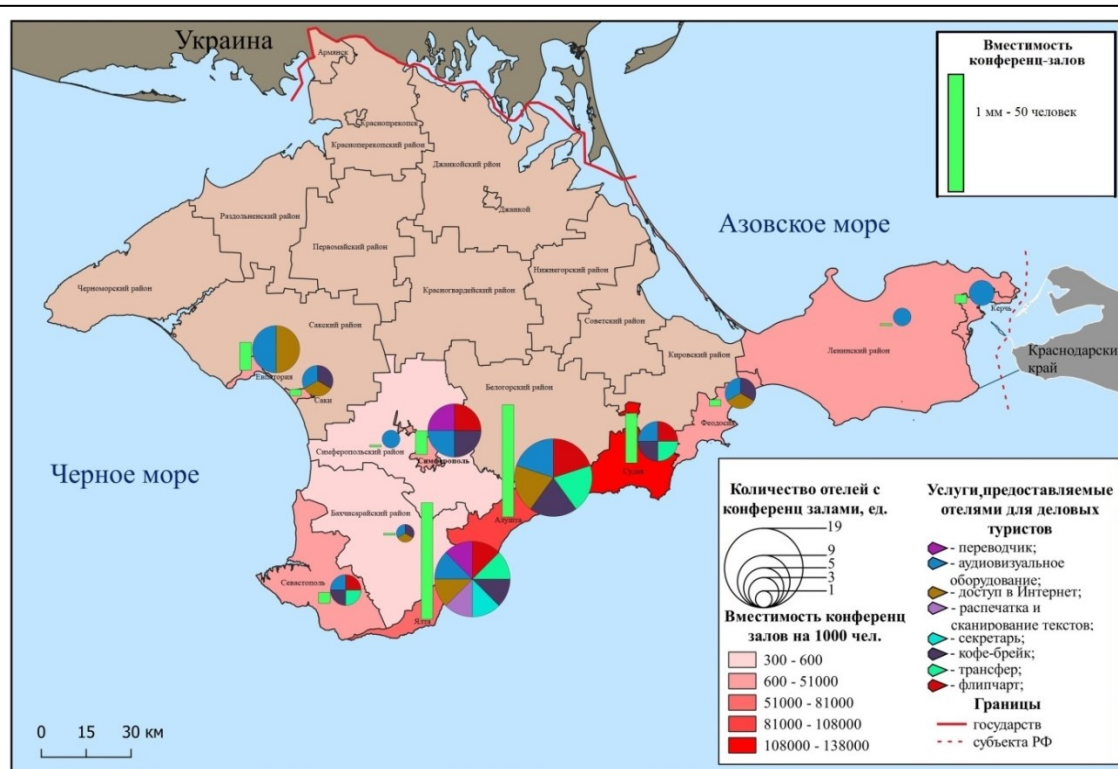 Украина
Армянск
Краснопрекопск
Красноперекопский район
Джанкойский район
Джанкой
Раздольненский район
Первомайский район
Черноморский район
Нижнегорский район
Красногвардейский район
Советский район
Сакский район
Кировский район
Белогорский район
Ленинский район
Керчь
Евпатория
Саки
Феодосия
Симферопольский район
Симферополь
Судак
Алушта
Бахчисарайский район
Севастополь
Ялта
Азовское море
Черное море
Краснодарский
край
0 15 30 км
Вместимость
конференц-залов
1 мм - 50 человек
Количество отелей с
конференц залами, ед.
19
9
5
3
1
Вместимость конференц
залов на 1000 чел.
300 - 600
600 - 51000
51000 - 81000
81000 - 108000
108000 - 138000
Услуги,предоставляемые
отелями для деловых
туристов
- переводчик;
- аудиовизуальное
оборудование;
- доступ в Интернет;
- распечатка и
сканирование текстов;
- секретарь;
- кофе-брейк;
- трансфер;
- флипчарт;
Границы
государств
субъекта РФ